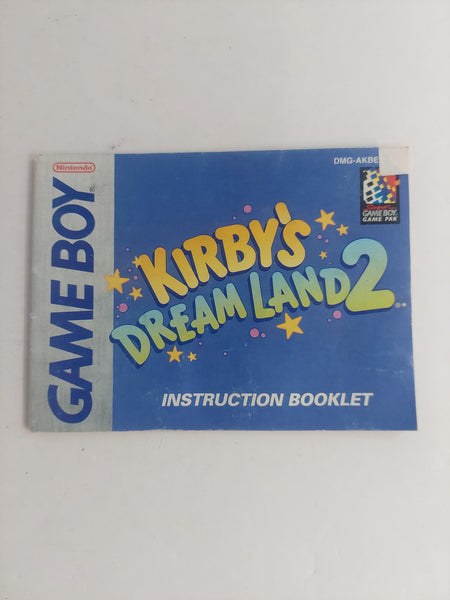 Nintendo
GAME BOY
DMG-AKBE
Super
GAME BOY
GAME PAK
KIRBY'S
DREAM LAND 2
INSTRUCTION BOOKLET